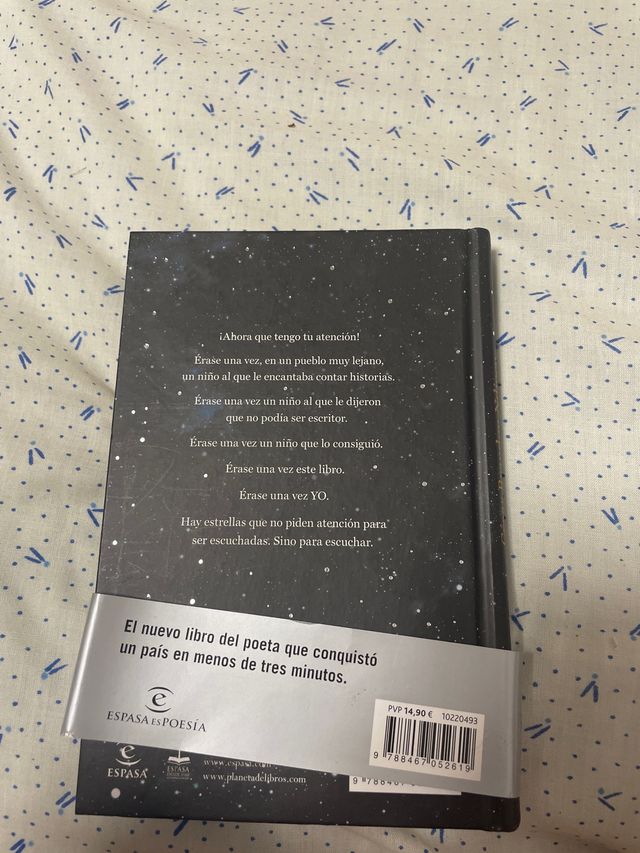 ¡Ahora que tengo tu atención!
Érase una vez, en un pueblo muy lejano,
un niño al que le encantaba contar historias.
Érase una vez un niño al que le dijeron
que no podía ser escritor.
Érase una vez un niño que lo consiguió.
Érase una vez este libro.
Érase una vez YO.
Hay estrellas que no piden atención para
ser escuchadas. Sino para escuchar.
El nuevo libro del poeta que conquistó
un país en menos de tres minutos.
ESPASA ES POESÍA
PVP 14,90 € 10220493
9 788467 052619
ESPASA
ESPASA
www.espasa.com
www.planetadelibros.com